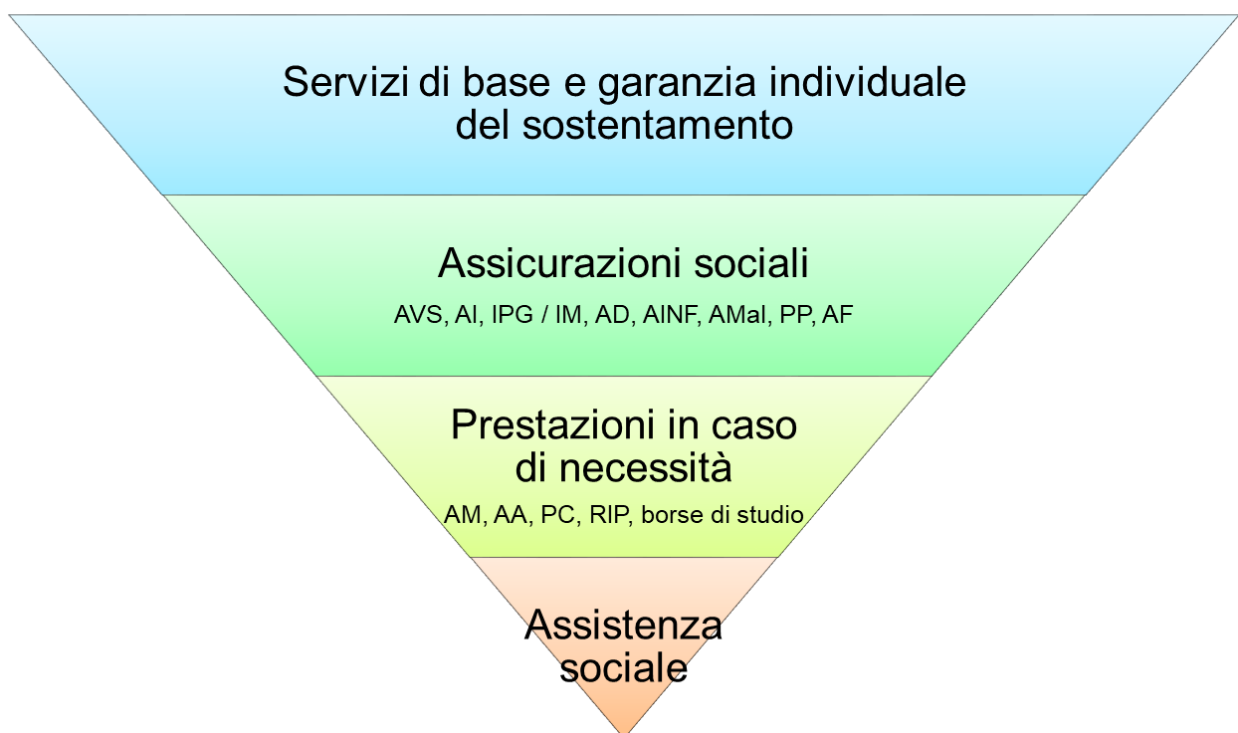 Servizi di base e garanzia individuale
del sostentamento
Assicurazioni sociali
AVS, AI, IPG / IM, AD, AINF, AMal, PP, AF
Prestazioni in caso
di necessità
AM, AA, PC, RIP, borse di studio
Assistenza
sociale